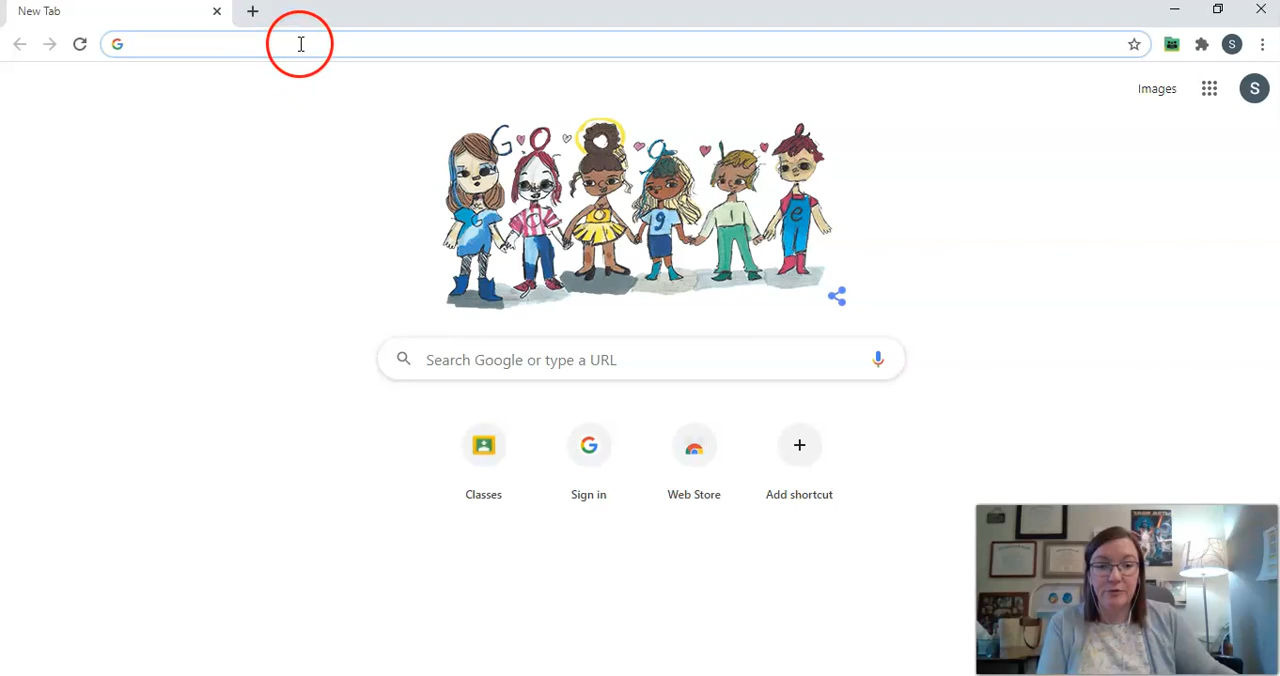 New Tab
S
Images
S
G o o g l e
G o o g l e
Search Google or type a URL
Classes
Sign in
Web Store
Add shortcut